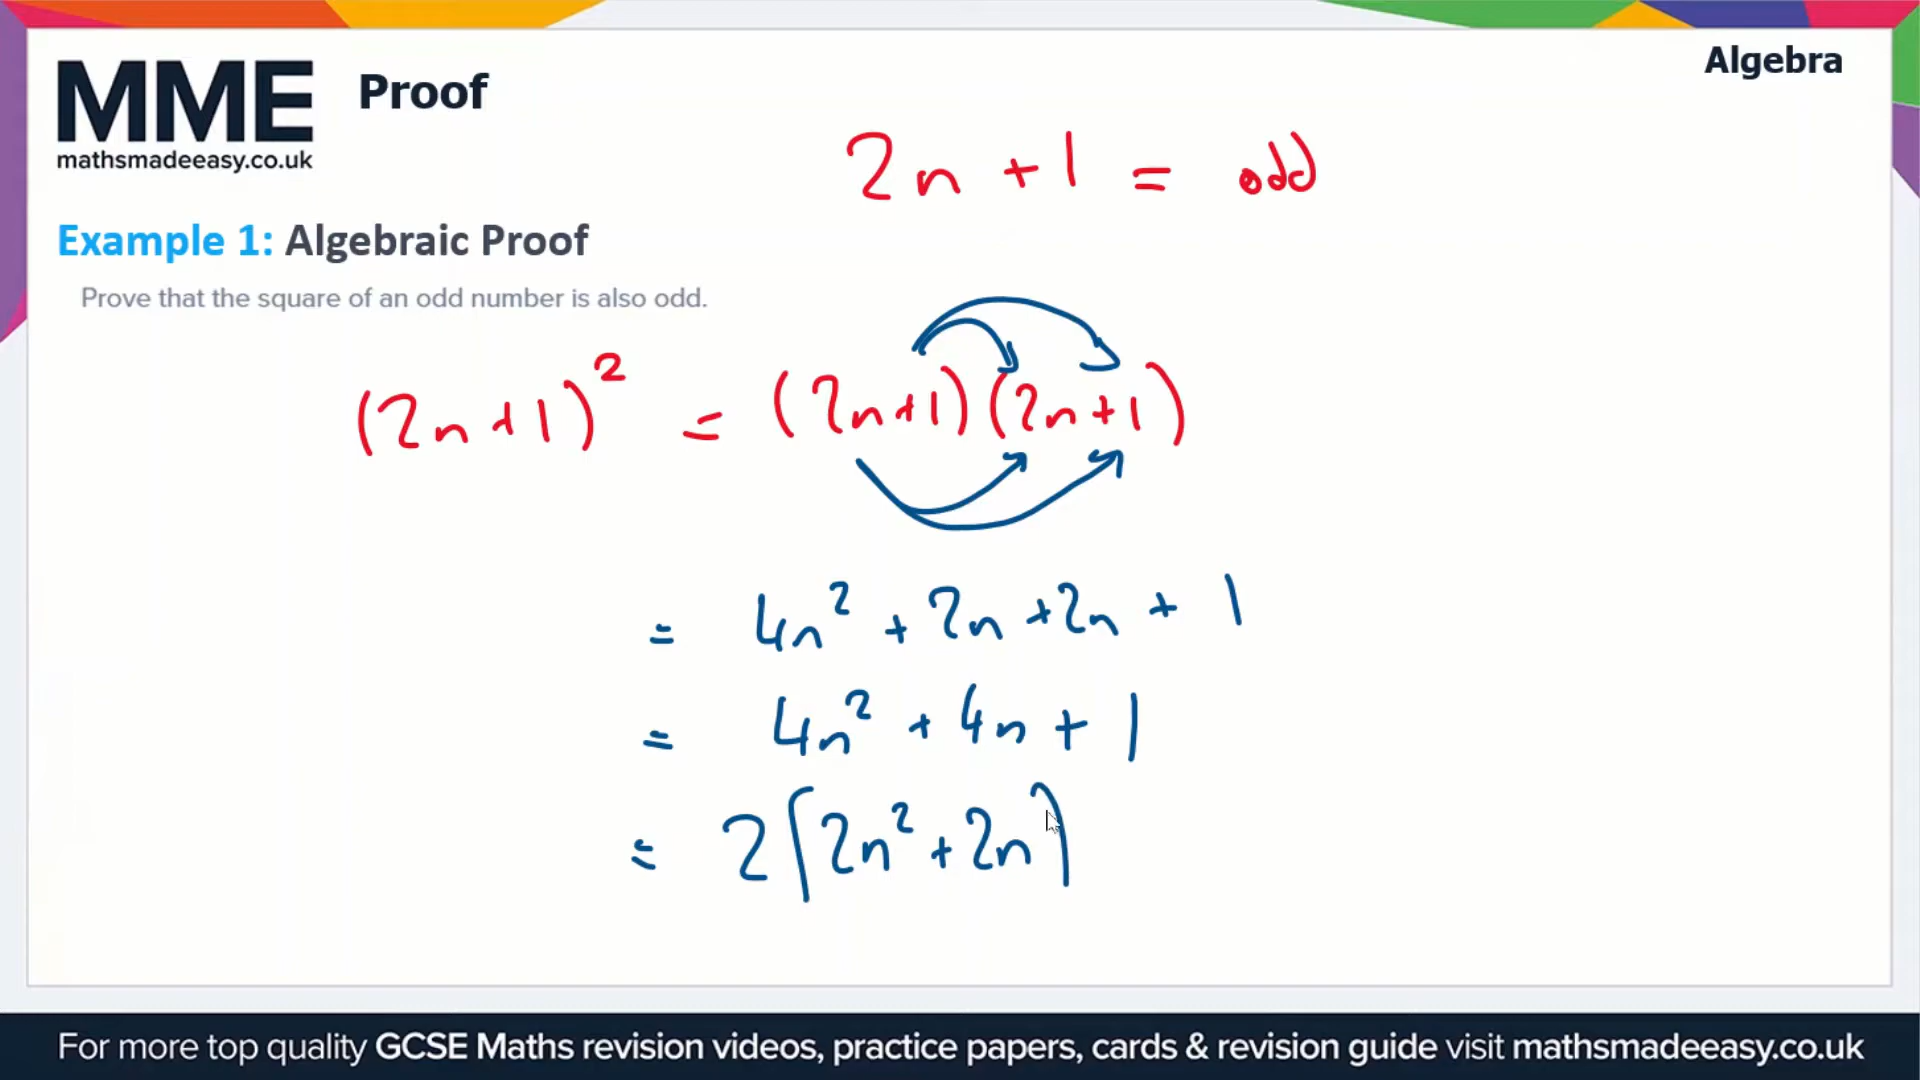 MME
mathsmadeeasy.co.uk
Proof
Algebra
2n + 1 = odd
Example 1: Algebraic Proof
Prove that the square of an odd number is also odd.
(2n+1)² = (2n+1)(2n+1)
= 4n² + 2n + 2n + 1
= 4n² + 4n + 1
= 2(2n² + 2n)
For more top quality GCSE Maths revision videos, practice papers, cards & revision guide visit mathsmadeeasy.co.uk